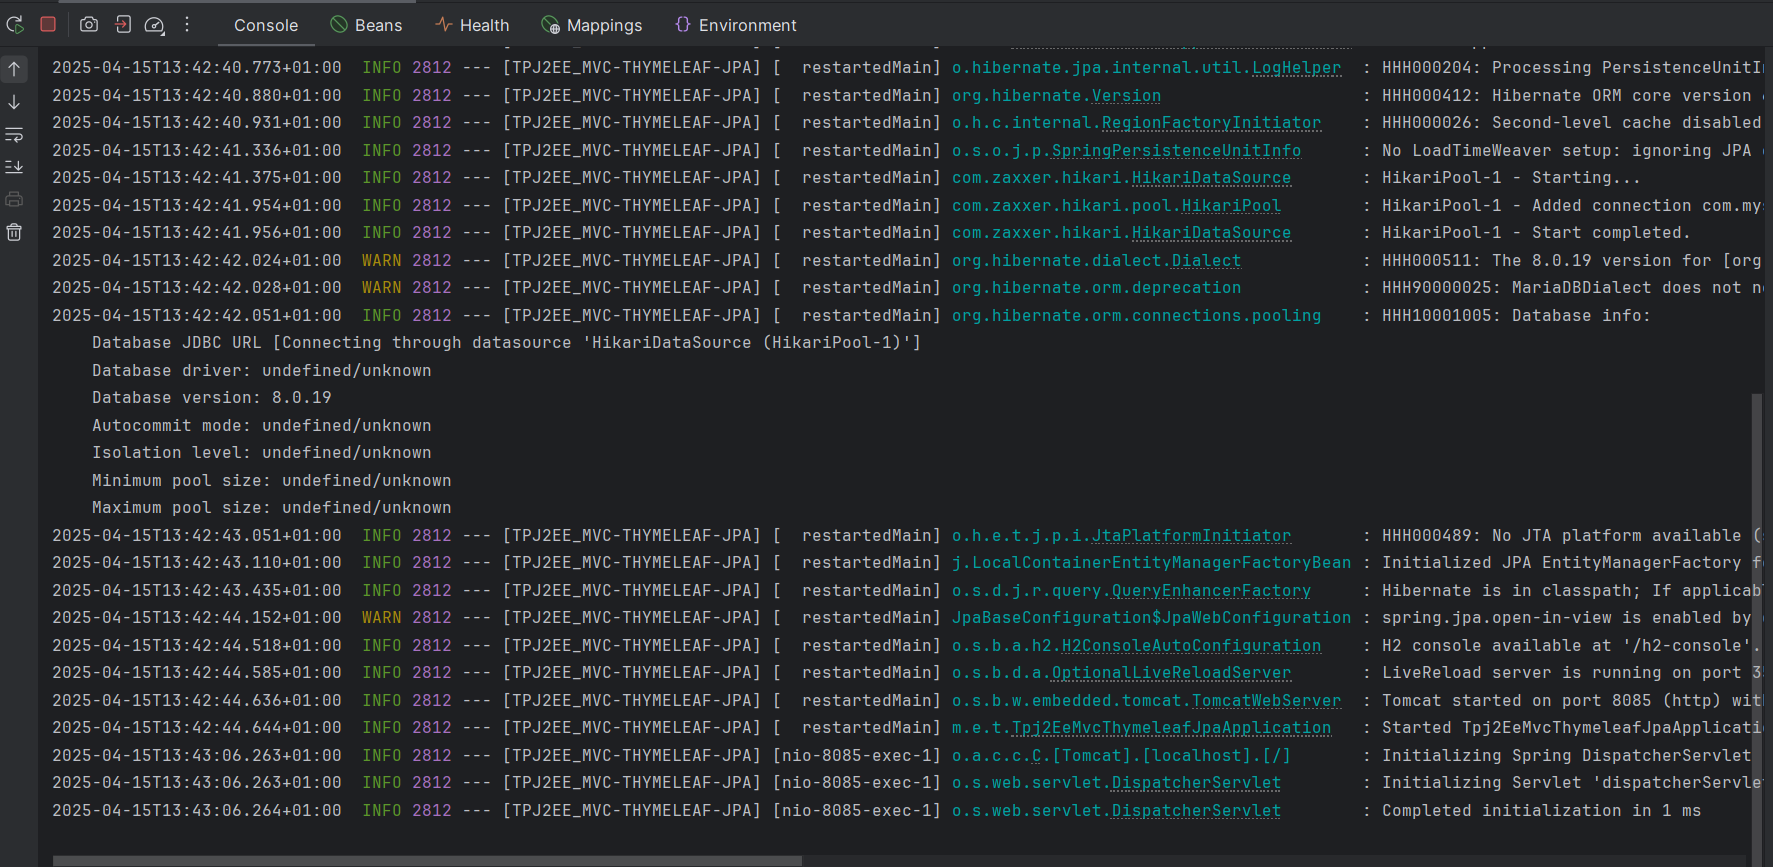 Console Beans Health Mappings Environment
2025-04-15T13:42:40.773+01:00  INFO 2812 --- [TPJ2EE_MVC-THYMELEAF-JPA] [  restartedMain] o.hibernate.jpa.internal.util.LogHelper  : HHH000204: Processing
2025-04-15T13:42:40.880+01:00  INFO 2812 --- [TPJ2EE_MVC-THYMELEAF-JPA] [  restartedMain] org.hibernate.Version                    : HHH000412: Hibernate ORM core version
2025-04-15T13:42:40.931+01:00  INFO 2812 --- [TPJ2EE_MVC-THYMELEAF-JPA] [  restartedMain] o.h.c.internal.RegionFactoryInitiator    : HHH000026: Second-level cache disabled
2025-04-15T13:42:41.336+01:00  INFO 2812 --- [TPJ2EE_MVC-THYMELEAF-JPA] [  restartedMain] o.s.o.j.p.SpringPersistenceUnitInfo      : No LoadTimeWeaver setup: ignoring JPA
2025-04-15T13:42:41.375+01:00  INFO 2812 --- [TPJ2EE_MVC-THYMELEAF-JPA] [  restartedMain] com.zaxxer.hikari.HikariDataSource       : HikariPool-1 - Starting...
2025-04-15T13:42:41.954+01:00  INFO 2812 --- [TPJ2EE_MVC-THYMELEAF-JPA] [  restartedMain] com.zaxxer.hikari.pool.HikariPool        : HikariPool-1 - Added connection
2025-04-15T13:42:41.956+01:00  INFO 2812 --- [TPJ2EE_MVC-THYMELEAF-JPA] [  restartedMain] com.zaxxer.hikari.HikariDataSource       : HikariPool-1 - Start completed.
2025-04-15T13:42:42.024+01:00  WARN 2812 --- [TPJ2EE_MVC-THYMELEAF-JPA] [  restartedMain] org.hibernate.dialect.Dialect            : HHH000511: The 8.0.19 version for [org
2025-04-15T13:42:42.028+01:00  WARN 2812 --- [TPJ2EE_MVC-THYMELEAF-JPA] [  restartedMain] org.hibernate.orm.deprecation            : HHH90000025: MariaDBDialect does not
2025-04-15T13:42:42.051+01:00  INFO 2812 --- [TPJ2EE_MVC-THYMELEAF-JPA] [  restartedMain] org.hibernate.orm.connections.pooling    : HHH10001005: Database info:
Database JDBC URL [Connecting through datasource 'HikariDataSource (HikariPool-1)']
Database driver: undefined/unknown
Database version: 8.0.19
Autocommit mode: undefined/unknown
Isolation level: undefined/unknown
Minimum pool size: undefined/unknown
Maximum pool size: undefined/unknown
2025-04-15T13:42:43.051+01:00  INFO 2812 --- [TPJ2EE_MVC-THYMELEAF-JPA] [  restartedMain] o.h.e.t.j.p.i.JtaPlatformInitiator       : HHH000489: No JTA platform available
2025-04-15T13:42:43.110+01:00  INFO 2812 --- [TPJ2EE_MVC-THYMELEAF-JPA] [  restartedMain] j.LocalContainerEntityManagerFactoryBean : Initialized JPA EntityManagerFactory
2025-04-15T13:42:43.435+01:00  INFO 2812 --- [TPJ2EE_MVC-THYMELEAF-JPA] [  restartedMain] o.s.d.j.r.query.QueryEnhancerFactory     : Hibernate is in classpath; If
2025-04-15T13:42:44.152+01:00  WARN 2812 --- [TPJ2EE_MVC-THYMELEAF-JPA] [  restartedMain] JpaBaseConfiguration$JpaWebConfiguration : spring.jpa.open-in-view is enabled by
2025-04-15T13:42:44.518+01:00  INFO 2812 --- [TPJ2EE_MVC-THYMELEAF-JPA] [  restartedMain] o.s.b.a.h2.H2ConsoleAutoConfiguration    : H2 console available at '/h2-console'.
2025-04-15T13:42:44.585+01:00  INFO 2812 --- [TPJ2EE_MVC-THYMELEAF-JPA] [  restartedMain] o.s.b.d.a.OptionalLiveReloadServer       : LiveReload server is running on port
2025-04-15T13:42:44.636+01:00  INFO 2812 --- [TPJ2EE_MVC-THYMELEAF-JPA] [  restartedMain] o.s.b.w.embedded.tomcat.TomcatWebServer  : Tomcat started on port 8085 (http)
2025-04-15T13:42:44.644+01:00  INFO 2812 --- [TPJ2EE_MVC-THYMELEAF-JPA] [  restartedMain] m.e.t.Tpj2EeMvcThymeleafJpaApplication   : Started
2025-04-15T13:43:06.263+01:00  INFO 2812 --- [TPJ2EE_MVC-THYMELEAF-JPA] [nio-8085-exec-1] o.a.c.c.C.[Tomcat].[localhost].[/]       : Initializing Spring DispatcherServlet
2025-04-15T13:43:06.263+01:00  INFO 2812 --- [TPJ2EE_MVC-THYMELEAF-JPA] [nio-8085-exec-1] o.s.web.servlet.DispatcherServlet        : Initializing Servlet
2025-04-15T13:43:06.264+01:00  INFO 2812 --- [TPJ2EE_MVC-THYMELEAF-JPA] [nio-8085-exec-1] o.s.web.servlet.DispatcherServlet        : Completed initialization in 1 ms